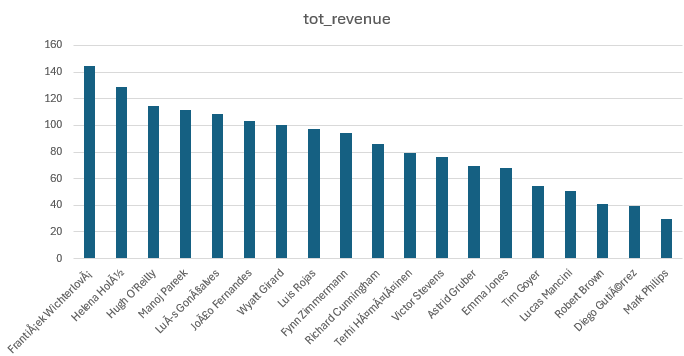 tot_revenue
160
140
120
100
80
60
40
20
0
FrantiÅ¡ek WichterlovÃ¡
Helena HolÃ½
Hugh O'Reilly
Manoj Pareek
LuÃ­s GonÃ§alves
JoÃ£o Fernandes
Wyatt Girard
Luis Rojas
Fynn Zimmermann
Richard Cunningham
Terhi HÃ¤mÃ¤lÃ¤inen
Victor Stevens
Astrid Gruber
Emma Jones
Tim Goyer
Lucas Mancini
Robert Brown
Diego GutiÃ©rrez
Mark Philips